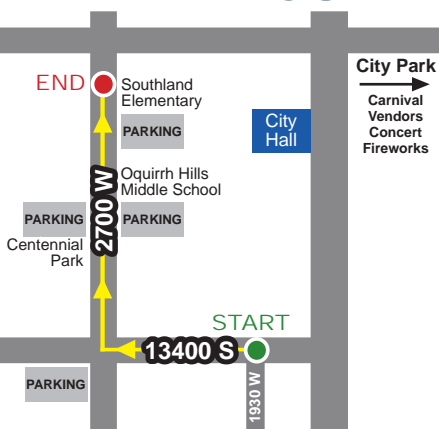 END
Southland
Elementary
PARKING
City Park
Carnival
Vendors
Concert
Fireworks
City
Hall
Oquirrh Hills
Middle School
2700 W
PARKING
PARKING
Centennial
Park
START
13400 S
1930 W
PARKING